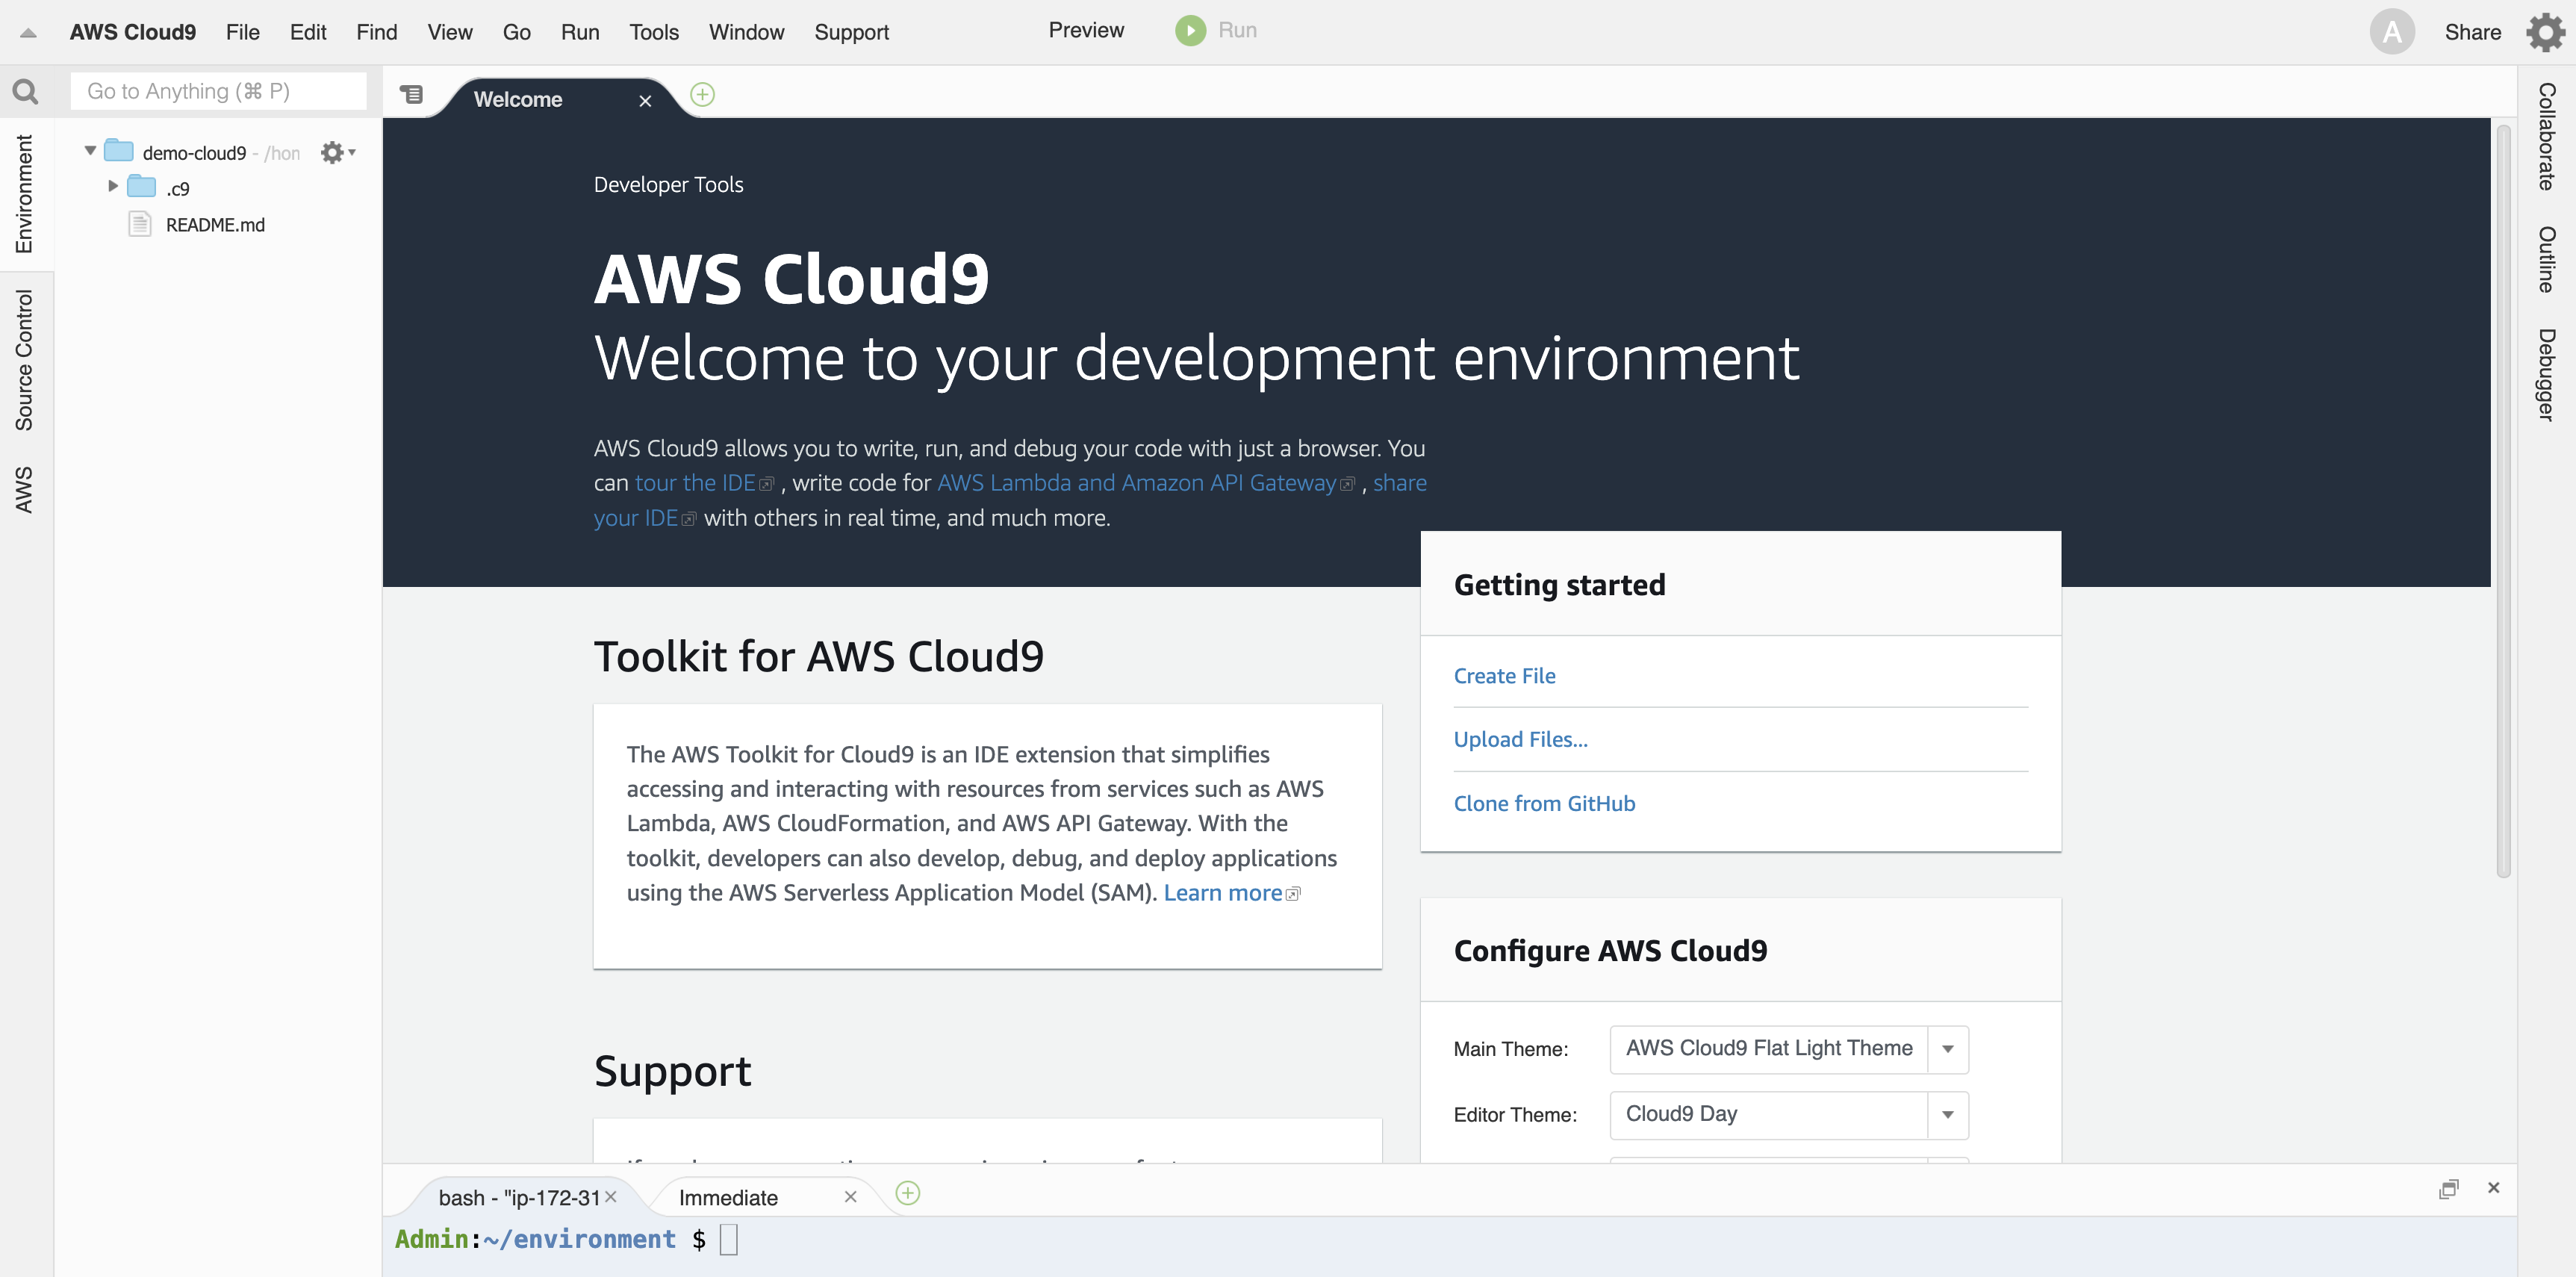 AWS Cloud9 File Edit Find View Go Run Tools Window Support Preview Run A Share
Go to Anything (⌘ P)
Welcome
Environment
Source Control
AWS
demo-cloud9 - /hon
.c9
README.md
Developer Tools
AWS Cloud9
Welcome to your development environment
AWS Cloud9 allows you to write, run, and debug your code with just a browser. You
can tour the IDE , write code for AWS Lambda and Amazon API Gateway , share
your IDE with others in real time, and much more.
Toolkit for AWS Cloud9
The AWS Toolkit for Cloud9 is an IDE extension that simplifies
accessing and interacting with resources from services such as AWS
Lambda, AWS CloudFormation, and AWS API Gateway. With the
toolkit, developers can also develop, debug, and deploy applications
using the AWS Serverless Application Model (SAM). Learn more
Support
Getting started
Create File
Upload Files...
Clone from GitHub
Configure AWS Cloud9
Main Theme: AWS Cloud9 Flat Light Theme
Editor Theme: Cloud9 Day
Collaborate
Outline
Debugger
bash - "ip-172-31 Immediate
Admin:~/environment $